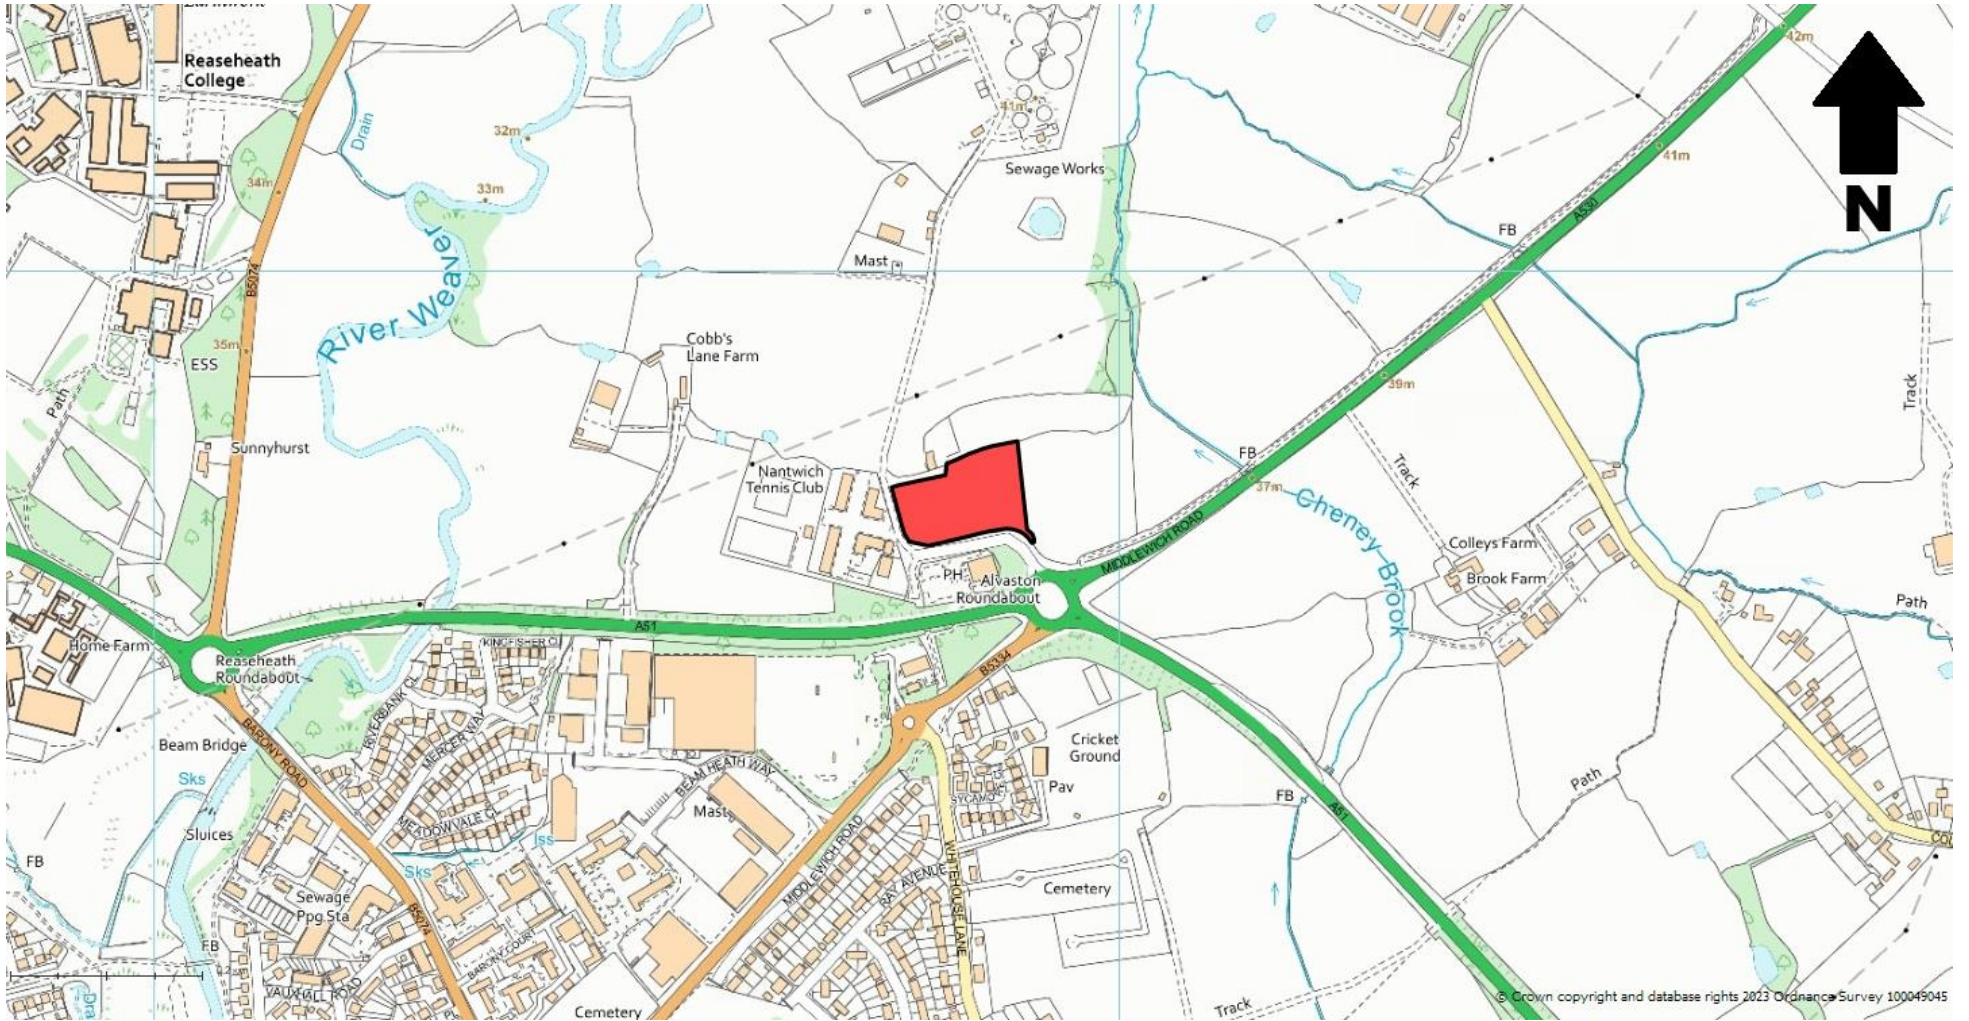 Earthwork
Reaseheath
College
42m
Drain
32m
41m
Sewage Works
34m
33m
41m
N
A530
FB
River Weaver
Mast
B5074
35m
ESS
Cobb's
Lane Farm
39m
Track
Path
Sunnyhurst
FB
Track
37m
Nantwich
Tennis Club
Cheney Brook
MIDDLEWICH ROAD
Colleys Farm
PH
Alvaston
Roundabout
Brook Farm
Path
Home Farm
A51
KINGFISHER CL
Reaseheath
Roundabout
B5334
RIVERBANK CL
MERCER WAY
Beam Bridge
BARONY ROAD
Cricket
Ground
BEAM HEATH WAY
Sks
Path
Pav
FB
Mast
A51
MEADOWVALE CL
Sluices
Iss
FB
Sks
MIDDLEWICH ROAD
RAY AVENUE
WHITEHOUSE LANE
Cemetery
Sewage
Ppg Sta
B5074
FB
BARONY COURT
VAUXHALL ROAD
Cemetery
Track
© Crown copyright and database rights 2023 Ordnance Survey 100049045